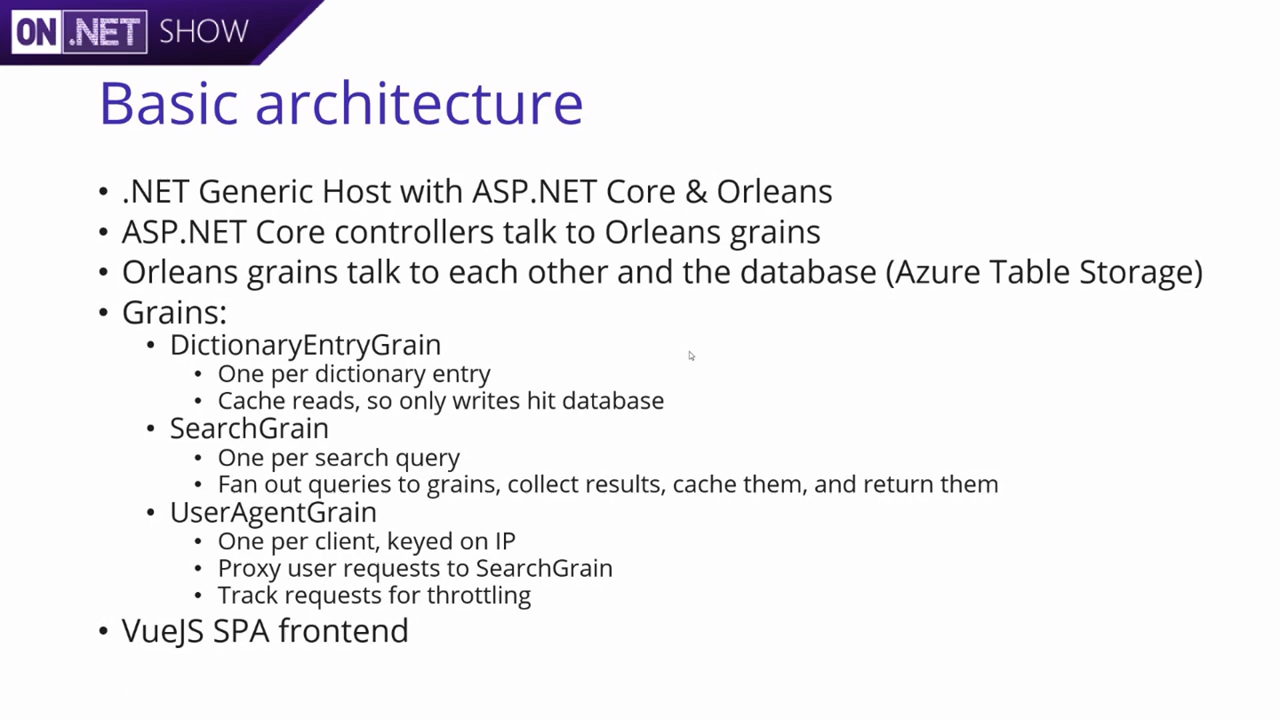 ON .NET SHOW
Basic architecture
• .NET Generic Host with ASP.NET Core & Orleans
• ASP.NET Core controllers talk to Orleans grains
• Orleans grains talk to each other and the database (Azure Table Storage)
• Grains:
• DictionaryEntryGrain
• One per dictionary entry
• Cache reads, so only writes hit database
• SearchGrain
• One per search query
• Fan out queries to grains, collect results, cache them, and return them
• UserAgentGrain
• One per client, keyed on IP
• Proxy user requests to SearchGrain
• Track requests for throttling
• VueJS SPA frontend